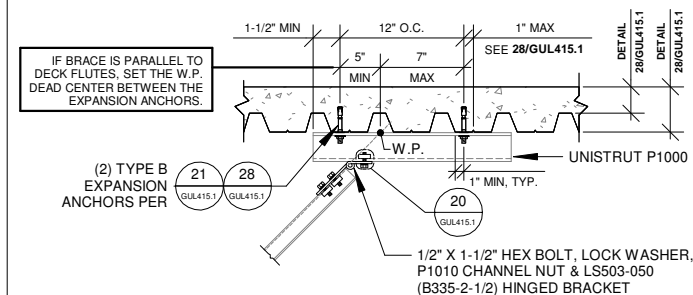 1-1/2" MIN
12" O.C.
1" MAX
SEE 28/GUL415.1
5"
MIN
7"
MAX
DETAIL
28/GUL415.1
DETAIL
28/GUL415.1
IF BRACE IS PARALLEL TO
DECK FLUTES, SET THE W.P.
DEAD CENTER BETWEEN THE
EXPANSION ANCHORS.
W.P.
UNISTRUT P1000
1" MIN, TYP.
(2) TYPE B
EXPANSION
ANCHORS PER
21
GUL415.1
28
GUL415.1
20
GUL415.1
1/2" X 1-1/2" HEX BOLT, LOCK WASHER,
P1010 CHANNEL NUT & LS503-050
(B335-2-1/2) HINGED BRACKET